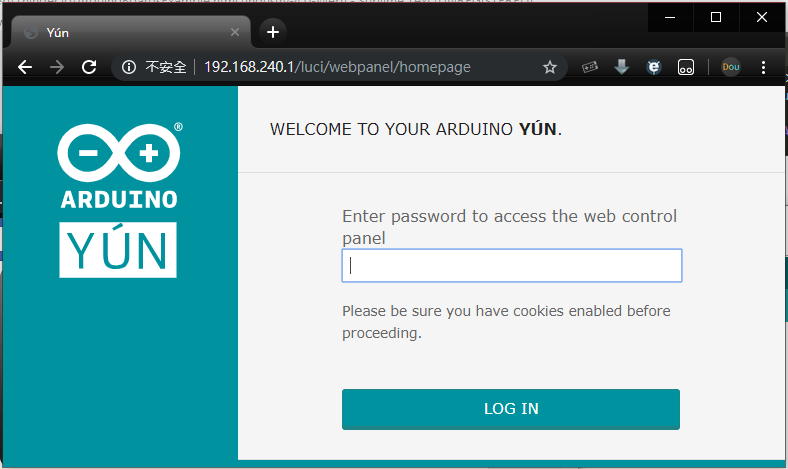 Yún
不安全
192.168.240.1/luci/webpanel/homepage
Dou
ARDUINO
YÚN
WELCOME TO YOUR ARDUINO YÚN.
Enter password to access the web control
panel
Please be sure you have cookies enabled before
proceeding.
LOG IN